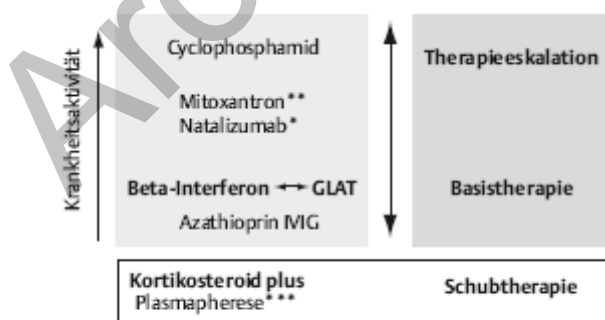 Cyclophosphamid
Therapieeskalation
Mitoxantron**
Natalizumab*
Krankheitsaktivität
Beta-Interferon ↔ GLAT
Basistherapie
Azathioprin IVIG
Kortikosteroid plus
Schubtherapie
Plasmapherese***